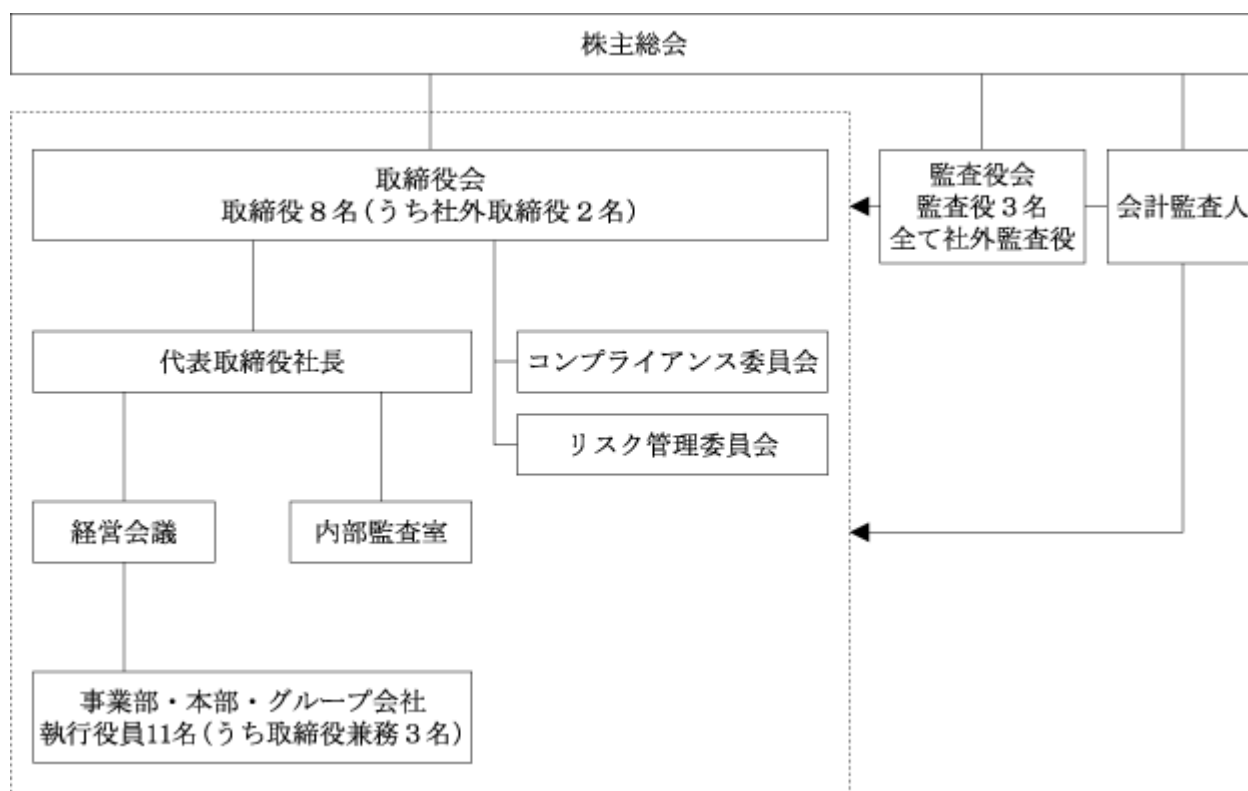 株主総会
取締役会
取締役８名(うち社外取締役２名)
監査役会
監査役３名
全て社外監査役
会計監査人
代表取締役社長
コンプライアンス委員会
リスク管理委員会
経営会議
内部監査室
事業部・本部・グループ会社
執行役員11名(うち取締役兼務３名)